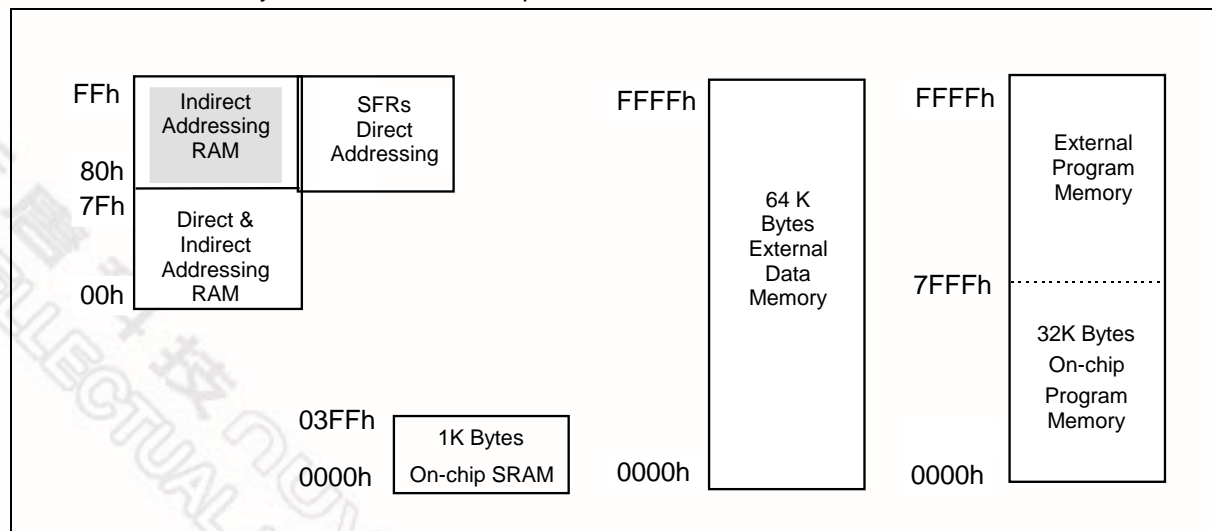 FFh
Indirect
Addressing
RAM
80h
SFRs
Direct
Addressing
7Fh
Direct &
Indirect
Addressing
RAM
00h
03FFh
1K Bytes
On-chip SRAM
0000h
FFFFh
64 K
Bytes
External
Data
Memory
0000h
FFFFh
External
Program
Memory
7FFFh
32K Bytes
On-chip
Program
Memory
0000h